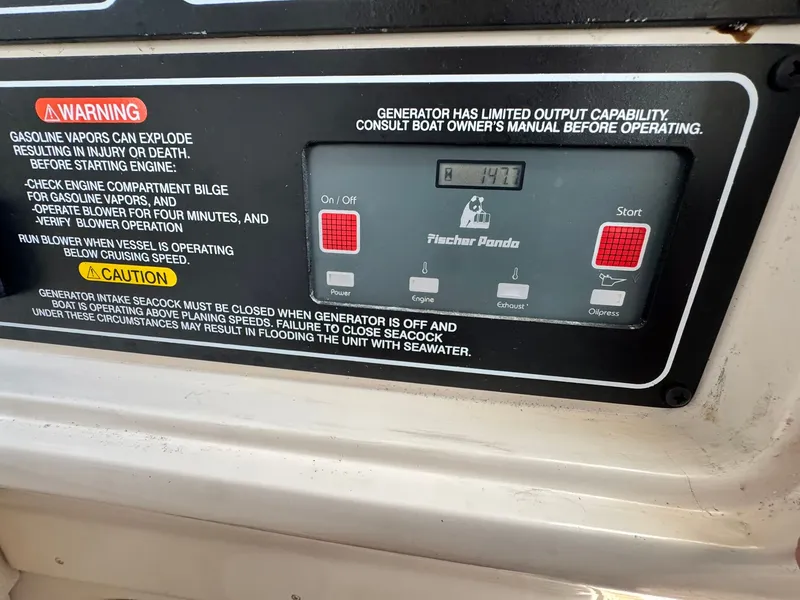 WARNING
GASOLINE VAPORS CAN EXPLODE
RESULTING IN INJURY OR DEATH.
BEFORE STARTING ENGINE:
-CHECK ENGINE COMPARTMENT BILGE
FOR GASOLINE VAPORS, AND
-OPERATE BLOWER FOR FOUR MINUTES, AND
-VERIFY BLOWER OPERATION
RUN BLOWER WHEN VESSEL IS OPERATING
BELOW CRUISING SPEED.
CAUTION
GENERATOR INTAKE SEACOCK MUST BE CLOSED WHEN GENERATOR IS OFF AND
BOAT IS OPERATING ABOVE PLANING SPEEDS. FAILURE TO CLOSE SEACOCK
UNDER THESE CIRCUMSTANCES MAY RESULT IN FLOODING THE UNIT WITH SEAWATER.
GENERATOR HAS LIMITED OUTPUT CAPABILITY.
CONSULT BOAT OWNER'S MANUAL BEFORE OPERATING.
147.7
On / Off
Start
Fischer Panda
Power
Engine
Exhaust
Oilpress